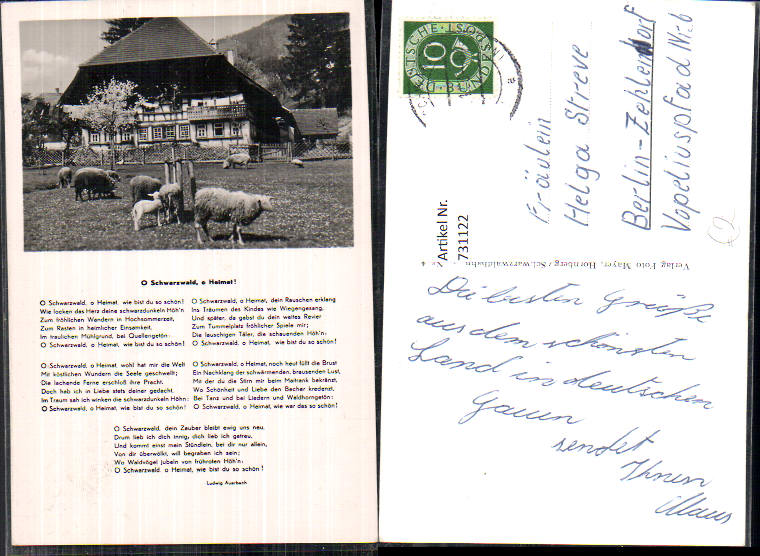 O Schwarzwald, o Heimat!
O Schwarzwald, o Heimat, wie bist du so schön!
Wie locken das Herz deine schwarzdunkeln Höh'n
Zum fröhlichen Wandern in Hochsommerzeit,
Zum Rasten in heimlicher Einsamkeit,
Im traulichen Mühlgrund, bei Quellengetön:
O Schwarzwald, o Heimat, wie bist du so schön!
O Schwarzwald, o Heimat, dein Rauschen erklang
Ins Träumen des Kindes wie Wiegengesang,
Und später, da gabst du dein weites Revier
Zum Tummelplatz fröhlicher Spiele mir;
Die lauschigen Täler, die schauenden Höh'n:
O Schwarzwald, o Heimat, wie bist du so schön!
O Schwarzwald, o Heimat, wohl hat mir die Welt
Mit köstlichen Wundern die Seele geschwellt;
Die lachende Ferne erschloß ihre Pracht.
Doch hab ich in Liebe stets deiner gedacht.
Im Traum sah ich winken die schwarzdunkeln Höhn:
O Schwarzwald, o Heimat, wie bist du so schön!
O Schwarzwald, o Heimat, noch heut füllt die Brust
Ein Nachklang der schwärmenden, brausenden Lust,
Mit der du die Stirn mir beim Maitrank bekränzt,
Wo Schönheit und Liebe den Becher kredenzt,
Bei Tanz und bei Liedern und Waldhorngetön:
O Schwarzwald, o Heimat, wie war das so schön!
O Schwarzwald, dein Zauber bleibt ewig uns neu,
Drum lieb ich dich innig, dich lieb ich getreu.
Und kommt einst mein Stündlein, bei dir nur allein,
Von dir überwölkt, will begraben ich sein;
Wo Waldvögel jubeln von frühroten Höh'n:
O Schwarzwald, o Heimat, wie bist du so schön!
Ludwig Auerbach
DEUTSCHE BUNDESPOST
10
Fräulein
Helga Streve
Berlin-Zehlendorf
Vopeliuspfad
Artikel Nr.
731122
Verlag Foto Mayer, Hornberg/Schwarzwaldbahn
Die besten Grüße
aus dem schönsten
Land in deutschen
Gauen
sendet
Ihnen
Klaus